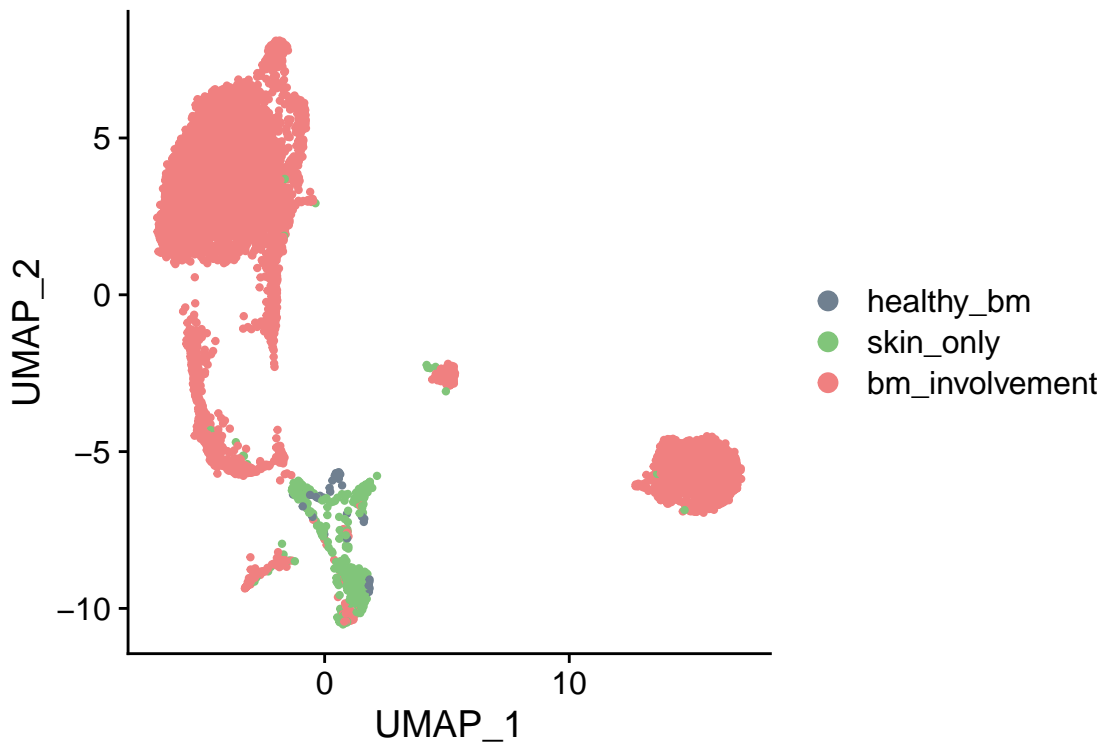 5
0
−5
−10
UMAP_2
0 10
UMAP_1
healthy_bm
skin_only
bm_involvement